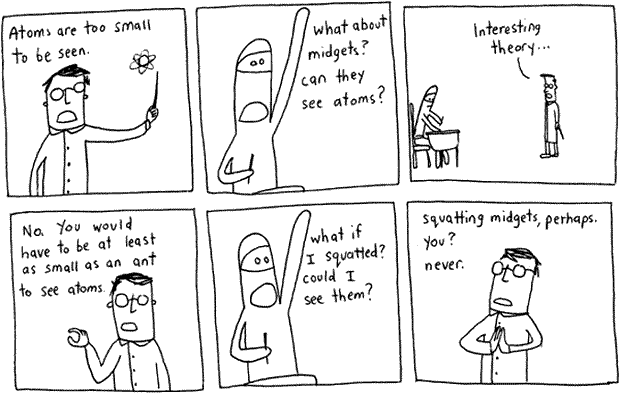 Atoms are too small
to be seen.
what about
midgets?
can they
see atoms?
Interesting
theory...
No. You would
have to be at least
as small as an ant
to see atoms.
what if
I squatted?
could I
see them?
squatting midgets, perhaps.
you?
never.